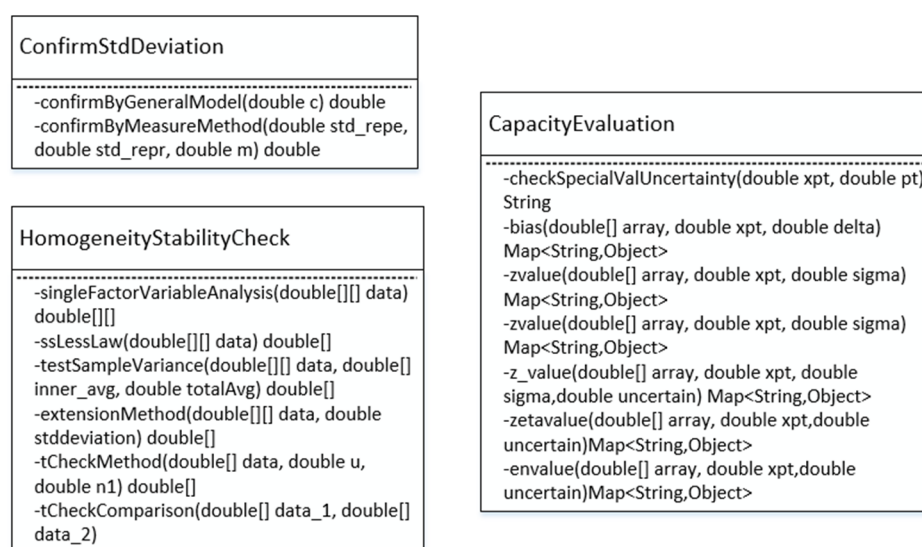 ConfirmStdDeviation
-confirmByGeneralModel(double c) double
-confirmByMeasureMethod(double std_repe,
double std_repr, double m) double
HomogeneityStabilityCheck
-singleFactorVariableAnalysis(double[][] data)
double[][]
-ssLessLaw(double[][] data) double[]
-testSampleVariance(double[][] data, double[]
inner_avg, double totalAvg) double[]
-extensionMethod(double[][] data, double
stddeviation) double[]
-tCheckMethod(double[] data, double u,
double n1) double[]
-tCheckComparison(double[] data_1, double[]
data_2)
CapacityEvaluation
-checkSpecialValUncertainty(double xpt, double pt)
String
-bias(double[] array, double xpt, double delta)
Map<String,Object>
-zvalue(double[] array, double xpt, double sigma)
Map<String,Object>
-zvalue(double[] array, double xpt, double sigma)
Map<String,Object>
-z_value(double[] array, double xpt, double
sigma,double uncertain) Map<String,Object>
-zetavalue(double[] array, double xpt,double
uncertain)Map<String,Object>
-envalue(double[] array, double xpt,double
uncertain)Map<String,Object>